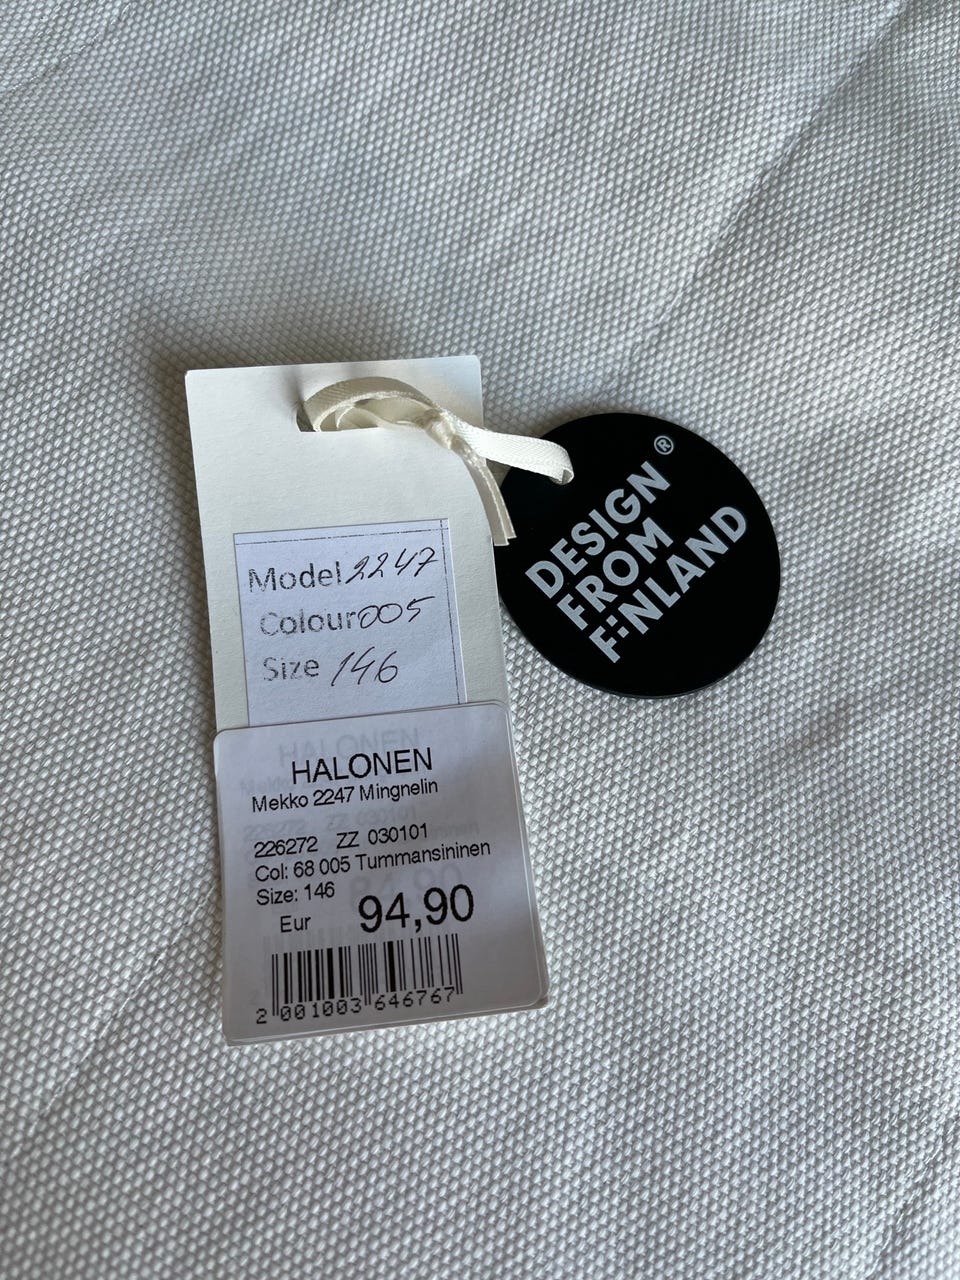 Model 2247
Colour 005
Size 146
HALONEN
Mekko 2247 Mingnelin
226272 ZZ 030101
Col: 68 005 Tummansininen
Size: 146
Eur 94,90
2 001003 646767
DESIGN
FROM
FINLAND
®